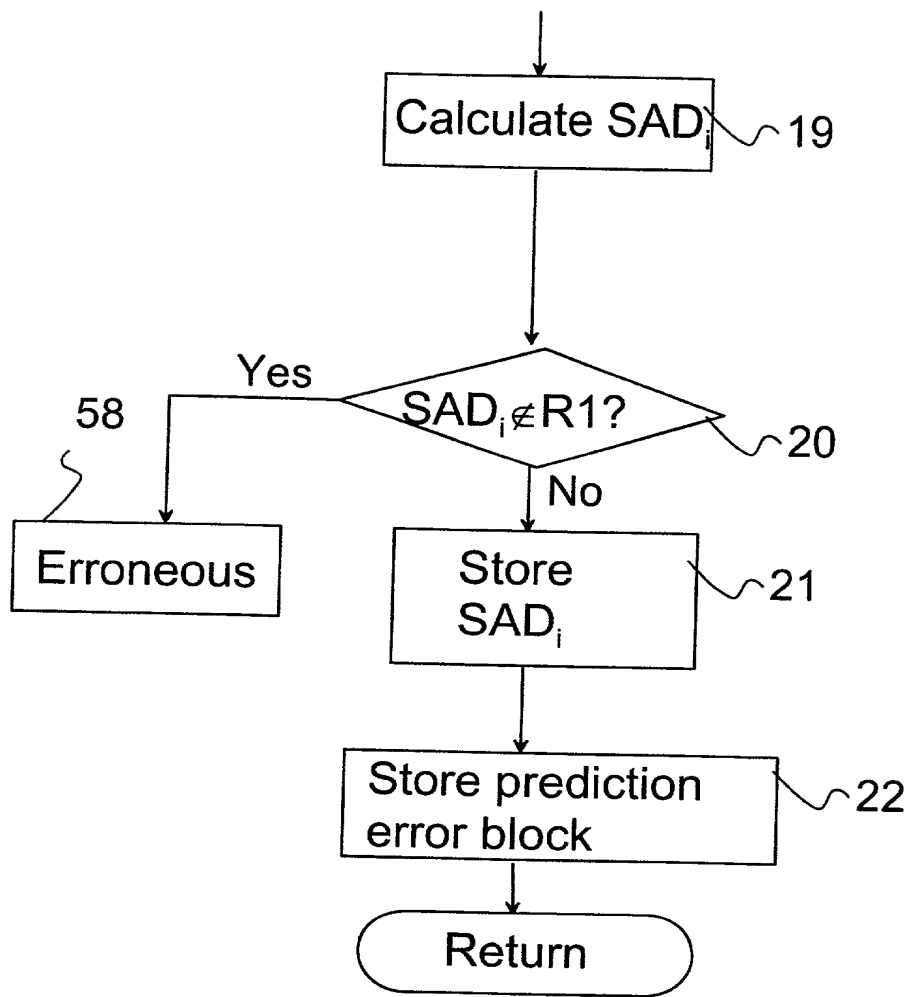 Calculate SADᵢ
19
Yes
SADᵢ∉R1?
20
58
No
Erroneous
Store
SADᵢ
21
Store prediction
error block
22
Return